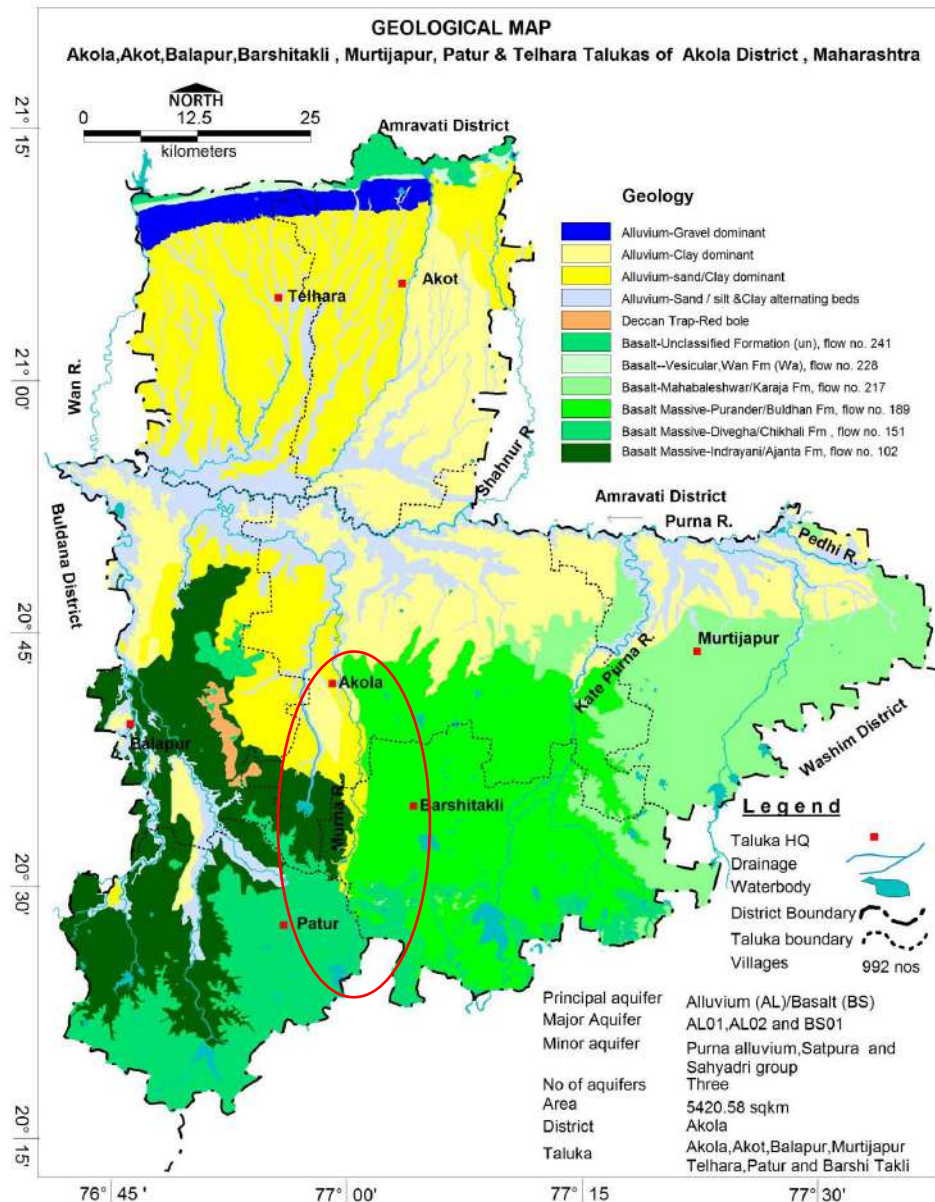 GEOLOGICAL MAP
Akola,Akot,Balapur,Barshitakli , Murtijapur, Patur & Telhara Talukas of Akola District , Maharashtra
NORTH
0 12.5 25
kilometers
Amravati District
21° 15'
21° 00'
20° 45'
20° 30'
20° 15'
Geology
Alluvium-Gravel dominant
Alluvium-Clay dominant
Alluvium-sand/Clay dominant
Alluvium-Sand / silt &Clay alternating beds
Deccan Trap-Red bole
Basalt-Unclassified Formation (un), flow no. 241
Basalt--Vesicular,Wan Fm (Wa), flow no. 228
Basalt-Mahabaleshwar/Karaja Fm, flow no. 217
Basalt Massive-Purander/Buldhan Fm, flow no. 189
Basalt Massive-Divegha/Chikhali Fm , flow no. 151
Basalt Massive-Indrayani/Ajanta Fm, flow no. 102
Telhara
Akot
Wan R.
Shahnur R.
Buldana District
Amravati District
Purna R.
Pedhi R.
Murtijapur
Kate Purna R.
Akola
Balapur
Washim District
Barshitakli
Murna R.
Patur
Legend
Taluka HQ
Drainage
Waterbody
District Boundary
Taluka boundary
Villages 992 nos
Principal aquifer Alluvium (AL)/Basalt (BS)
Major Aquifer AL01,AL02 and BS01
Minor aquifer Purna alluvium,Satpura and
Sahyadri group
No of aquifers Three
Area 5420.58 sqkm
District Akola
Taluka Akola,Akot,Balapur,Murtijapur
Telhara,Patur and Barshi Takli
76° 45' 77° 00' 77° 15' 77° 30'